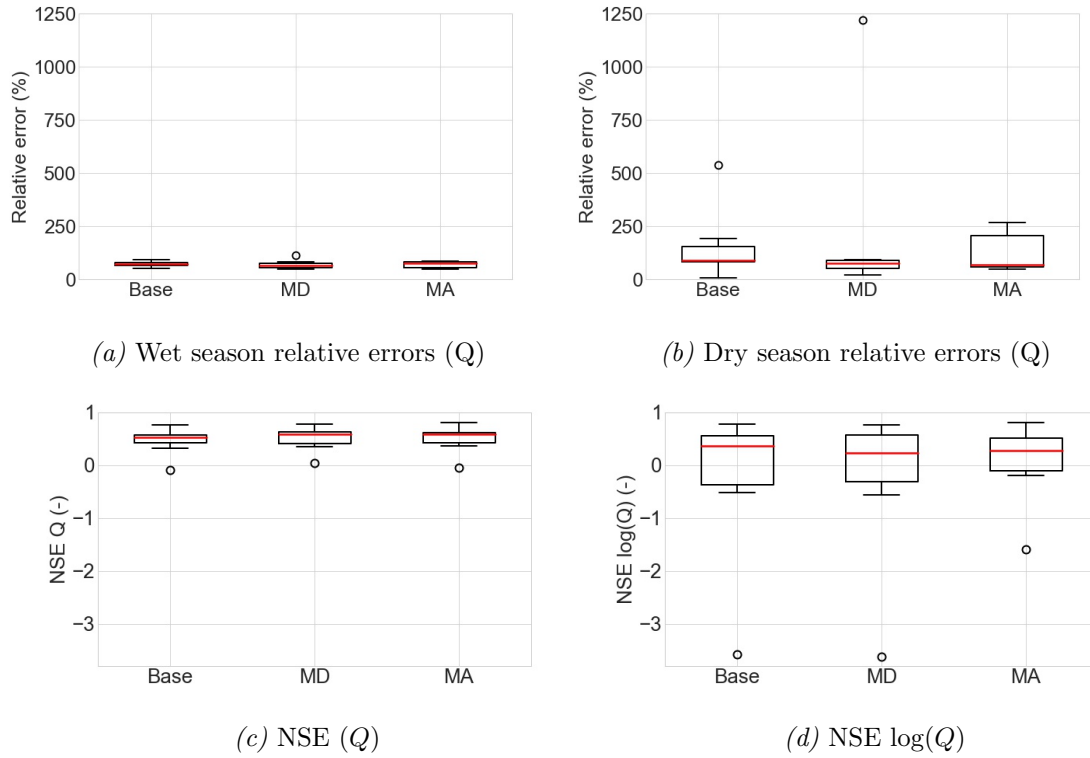 1250
1000
750
500
250
0
Relative error (%)
Base MD MA
(a) Wet season relative errors (Q)
1250
1000
750
500
250
0
Relative error (%)
Base MD MA
(b) Dry season relative errors (Q)
1
0
−1
−2
−3
NSE Q (-)
Base MD MA
(c) NSE (Q)
1
0
−1
−2
−3
NSE log(Q) (-)
Base MD MA
(d) NSE log(Q)